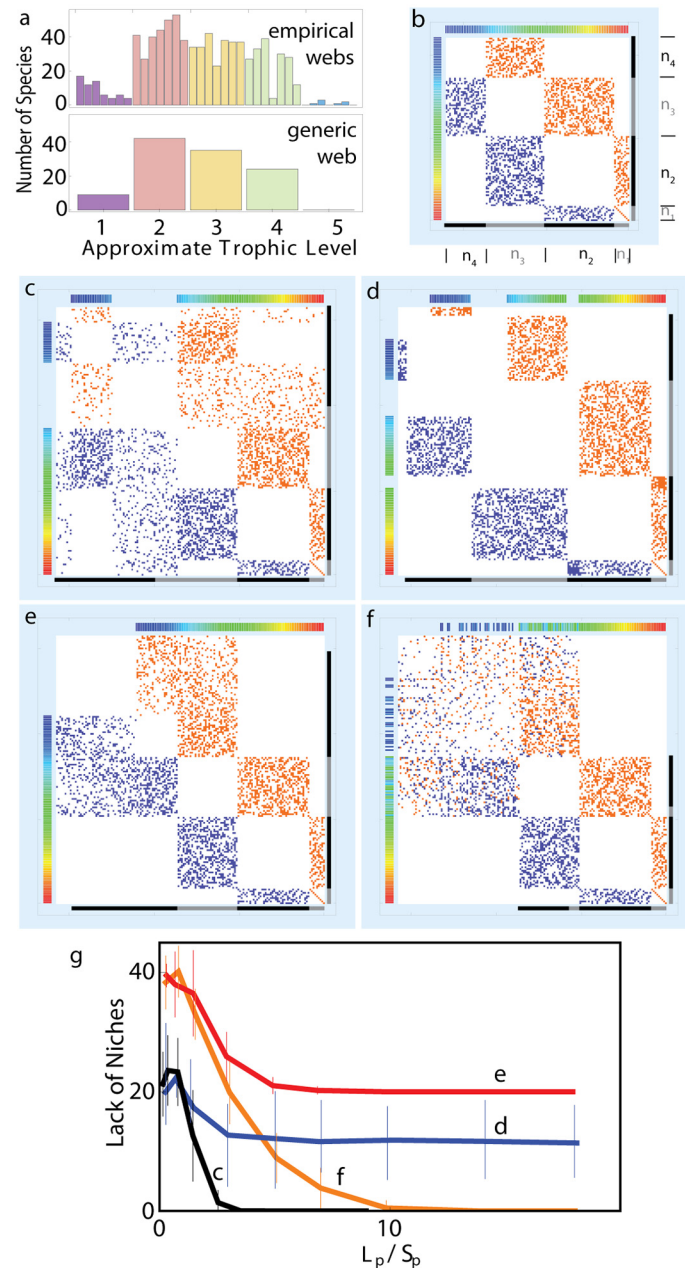 a
empirical webs
generic web
Number of Species
40
20
0
40
20
0
1 2 3 4 5
Approximate Trophic Level
b
n4
n3
n2
n1
n4 n3 n2 n1
c
d
e
f
g
Lack of Niches
40
20
0
0 10
e
d
f
c
Lp/Sp